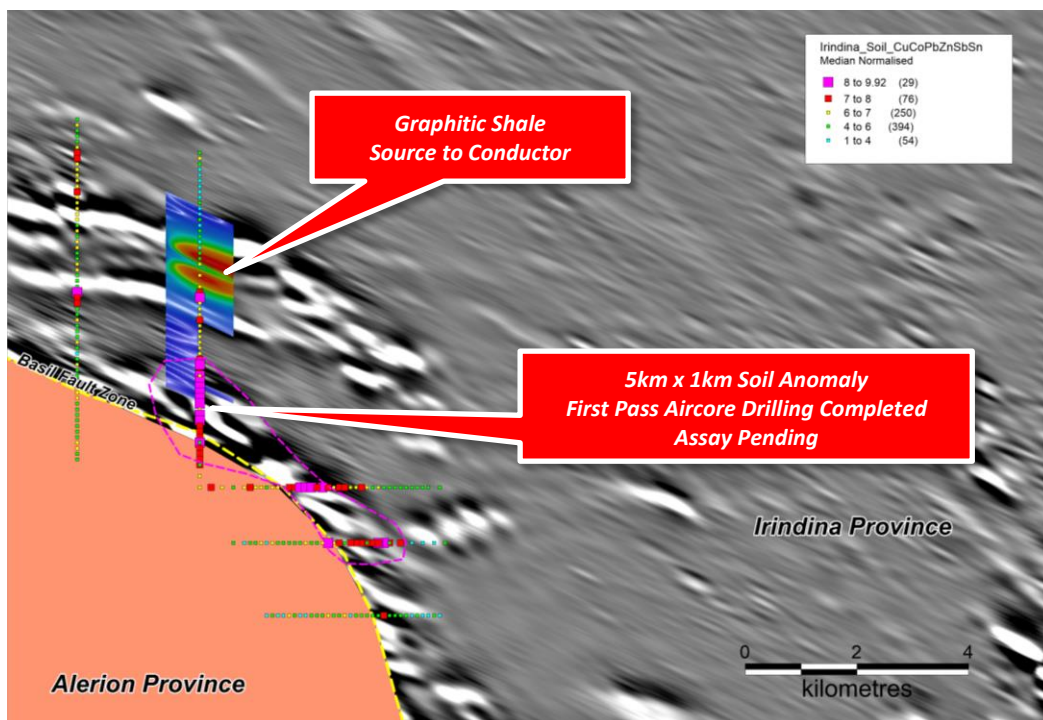 Irindina_Soil_CuCoPbZnSbSn
Median Normalised
8 to 9.92 (29)
7 to 8 (76)
6 to 7 (250)
4 to 6 (394)
1 to 4 (54)
Graphitic Shale
Source to Conductor
Basil Fault Zone
5km x 1km Soil Anomaly
First Pass Aircore Drilling Completed
Assay Pending
Irindina Province
Alerion Province
0 2 4
kilometres